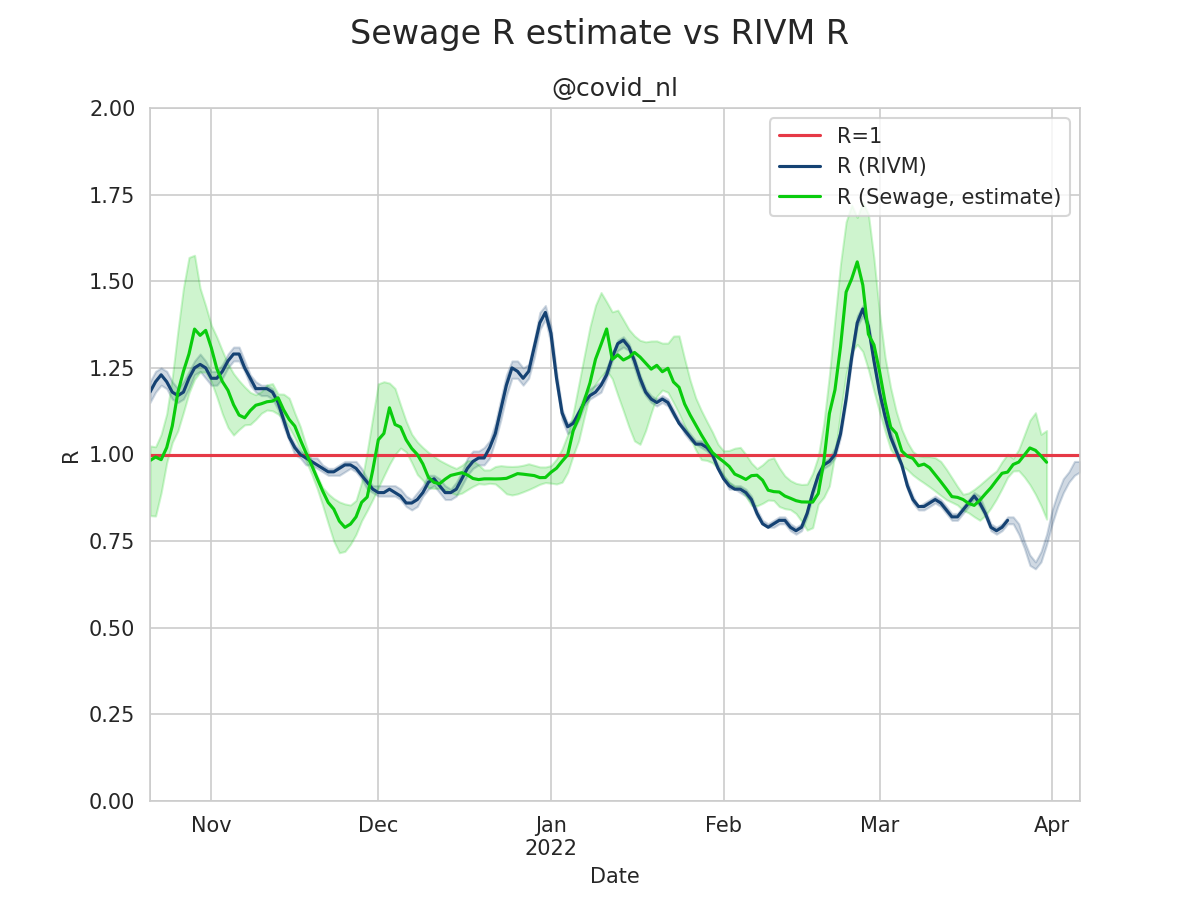 Sewage R estimate vs RIVM R
@covid_nl
R=1
R (RIVM)
R (Sewage, estimate)
2.00
1.75
1.50
1.25
1.00
0.75
0.50
0.25
0.00
R
Nov
Dec
Jan
2022
Feb
Mar
Apr
Date